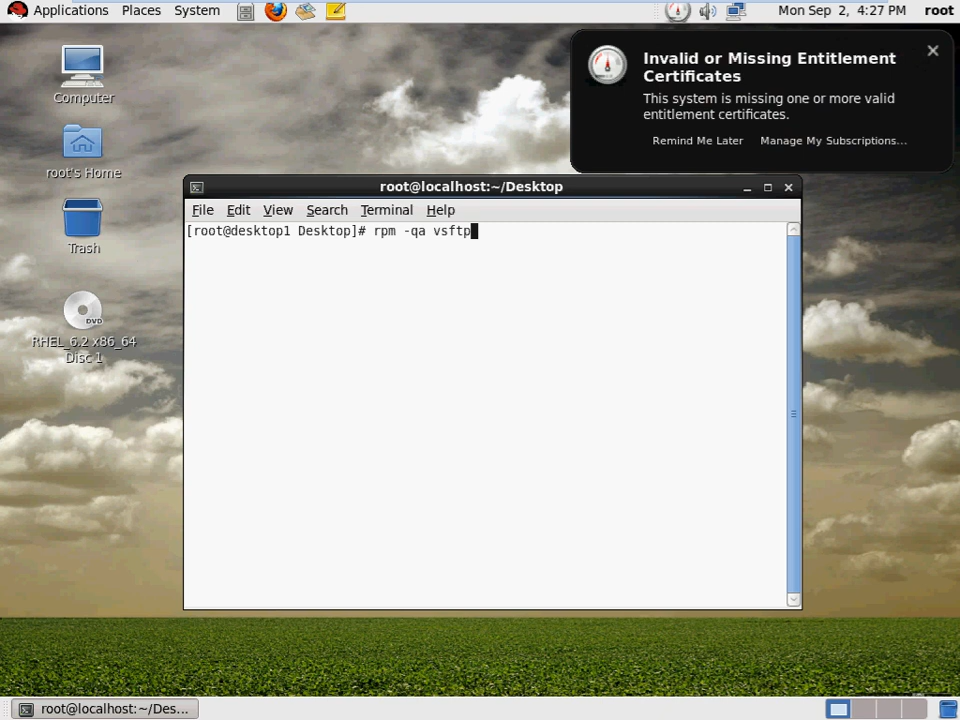 Applications Places System Mon Sep 2, 4:27 PM root
Invalid or Missing Entitlement
Certificates
This system is missing one or more valid
entitlement certificates.
Remind Me Later Manage My Subscriptions...
Computer
root's Home
Trash
DVD
RHEL_6.2 x86_64
Disc 1
root@localhost:~/Desktop
File Edit View Search Terminal Help
[root@desktop1 Desktop]# rpm -qa vsftp
root@localhost:~/Des...